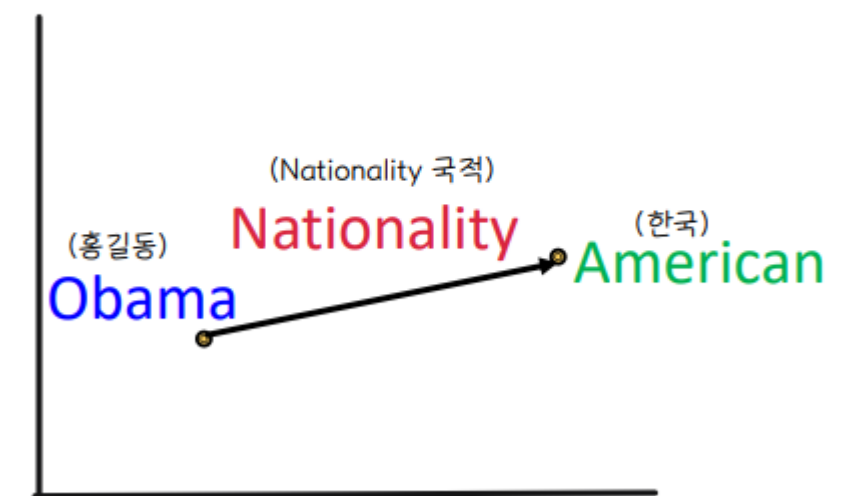 (Nationality 국적)
Nationality
(홍길동)
Obama
(한국)
American